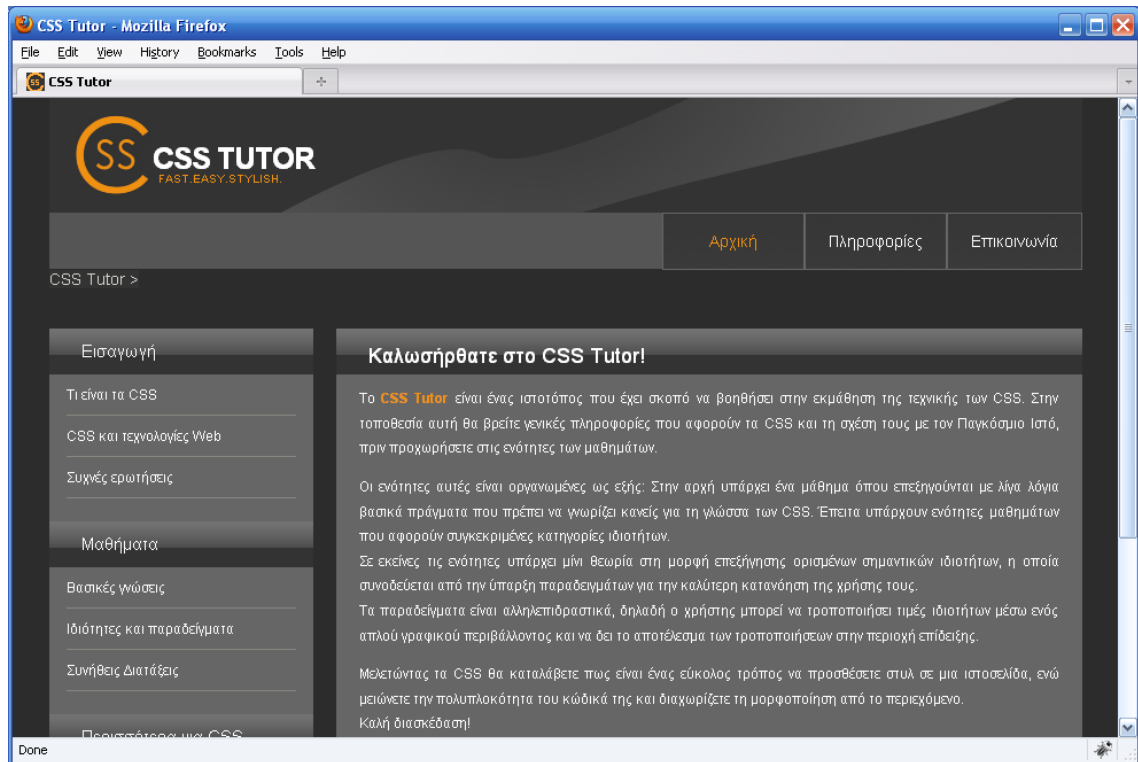 CSS Tutor - Mozilla Firefox
File Edit View History Bookmarks Tools Help
CSS Tutor
SS CSS TUTOR
FAST.EASY.STYLISH.
Αρχική Πληροφορίες Επικοινωνία
CSS Tutor >
Εισαγωγή
Τι είναι τα CSS
CSS και τεχνολογίες Web
Συχνές ερωτήσεις
Μαθήματα
Βασικές γνώσεις
Ιδιότητες και παραδείγματα
Συνήθεις Διατάξεις
Καλωσήρθατε στο CSS Tutor!
Το CSS Tutor είναι ένας ιστοτόπος που έχει σκοπό να βοηθήσει στην εκμάθηση της τεχνικής των CSS. Στην
τοποθεσία αυτή θα βρείτε γενικές πληροφορίες που αφορούν τα CSS και τη σχέση τους με τον Παγκόσμιο Ιστό,
πριν προχωρήσετε στις ενότητες των μαθημάτων.
Οι ενότητες αυτές είναι οργανωμένες ως εξής: Στην αρχή υπάρχει ένα μάθημα όπου επεξηγούνται με λίγα λόγια
βασικά πράγματα που πρέπει να γνωρίζει κανείς για τη γλώσσα των CSS. Έπειτα υπάρχουν ενότητες μαθημάτων
που αφορούν συγκεκριμένες κατηγορίες ιδιοτήτων.
Σε εκείνες τις ενότητες υπάρχει μίνι θεωρία στη μορφή επεξήγησης ορισμένων σημαντικών ιδιοτήτων, η οποία
συνοδεύεται από την ύπαρξη παραδειγμάτων για την καλύτερη κατανόηση της χρήσης τους.
Τα παραδείγματα είναι αλληλεπιδραστικά, δηλαδή ο χρήστης μπορεί να τροποποιήσει τιμές ιδιοτήτων μέσω ενός
απλού γραφικού περιβάλλοντος και να δει το αποτέλεσμα των τροποποιήσεων στην περιοχή επίδειξης.
Μελετώντας τα CSS θα καταλάβετε πως είναι ένας εύκολος τρόπος να προσθέσετε στυλ σε μια ιστοσελίδα, ενώ
μειώνετε την πολυπλοκότητα του κώδικά της και διαχωρίζετε τη μορφοποίηση από το περιεχόμενο.
Καλή διασκέδαση!
Done